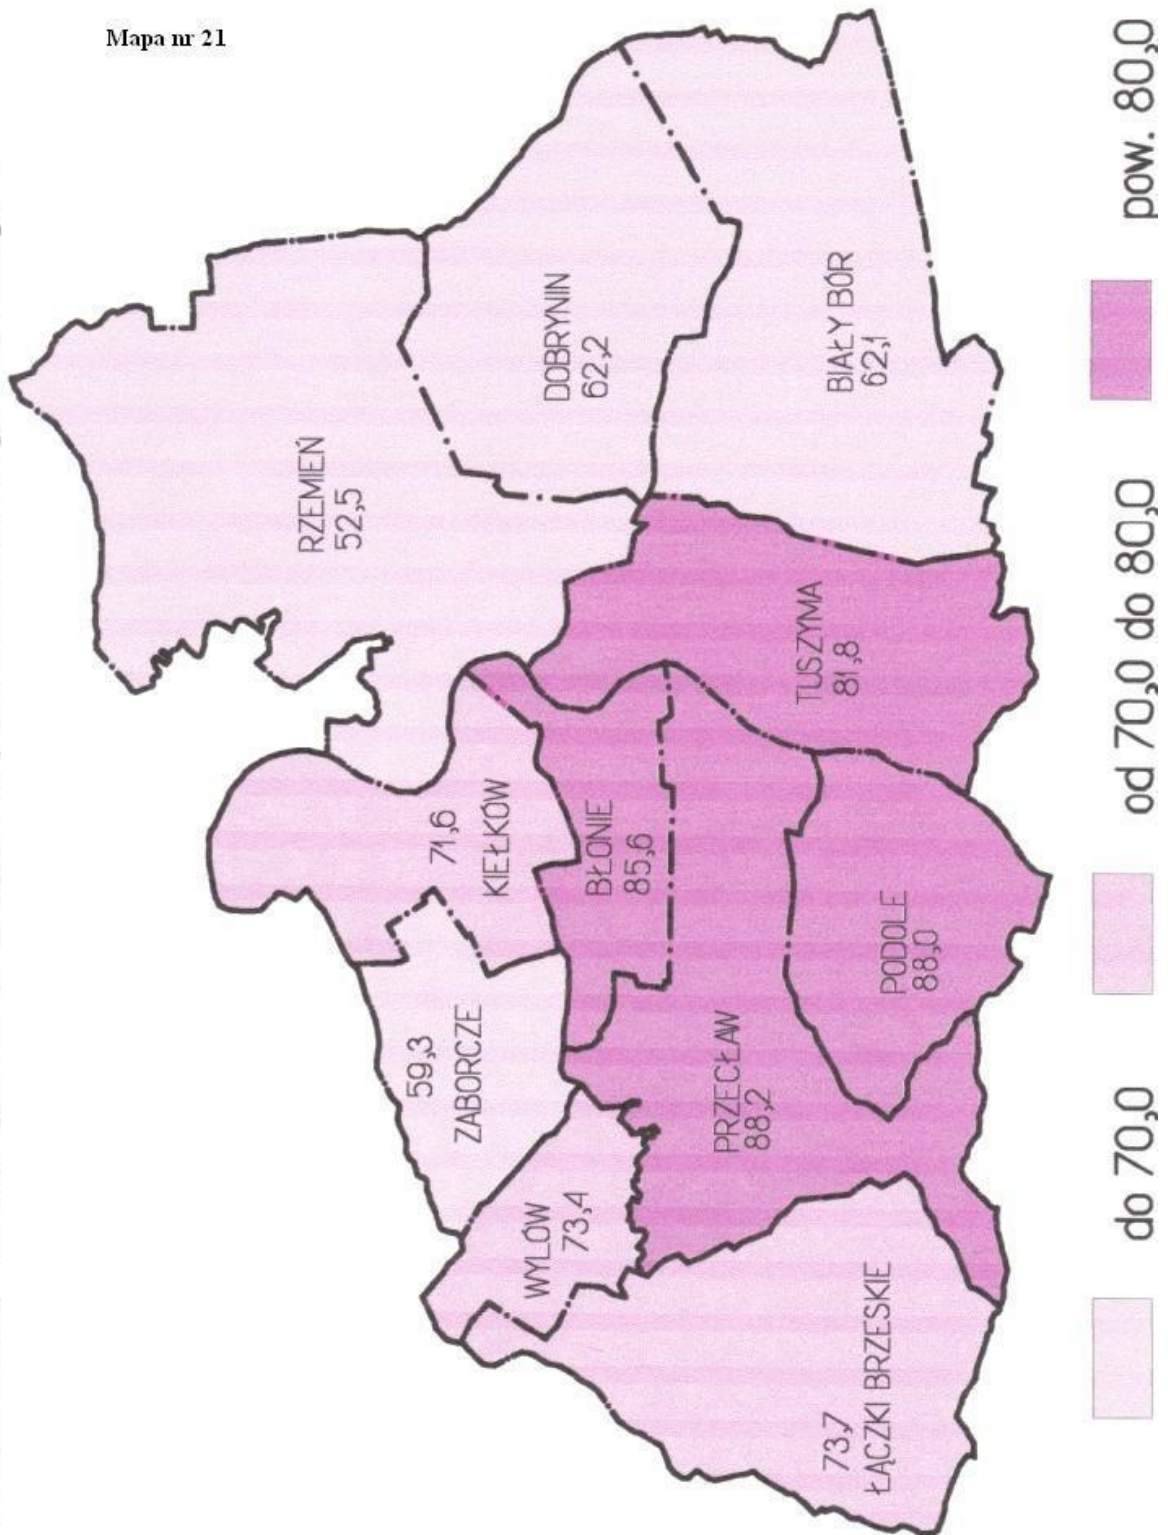 Mapa nr 21
RZEMIEŃ
52,5
DOBRYNIN
62,2
BIAŁY BÓR
62,1
71,6
KIEŁKÓW
TUSZYMA
81,8
BŁONIE
85,6
59,3
ZABORCZE
PODOLE
88,0
PRZECŁAW
88,2
WYLÓW
73,4
73,7
ŁĄCZKI BRZESKIE
do 70,0
od 70,0 do 80,0
pow. 80,0